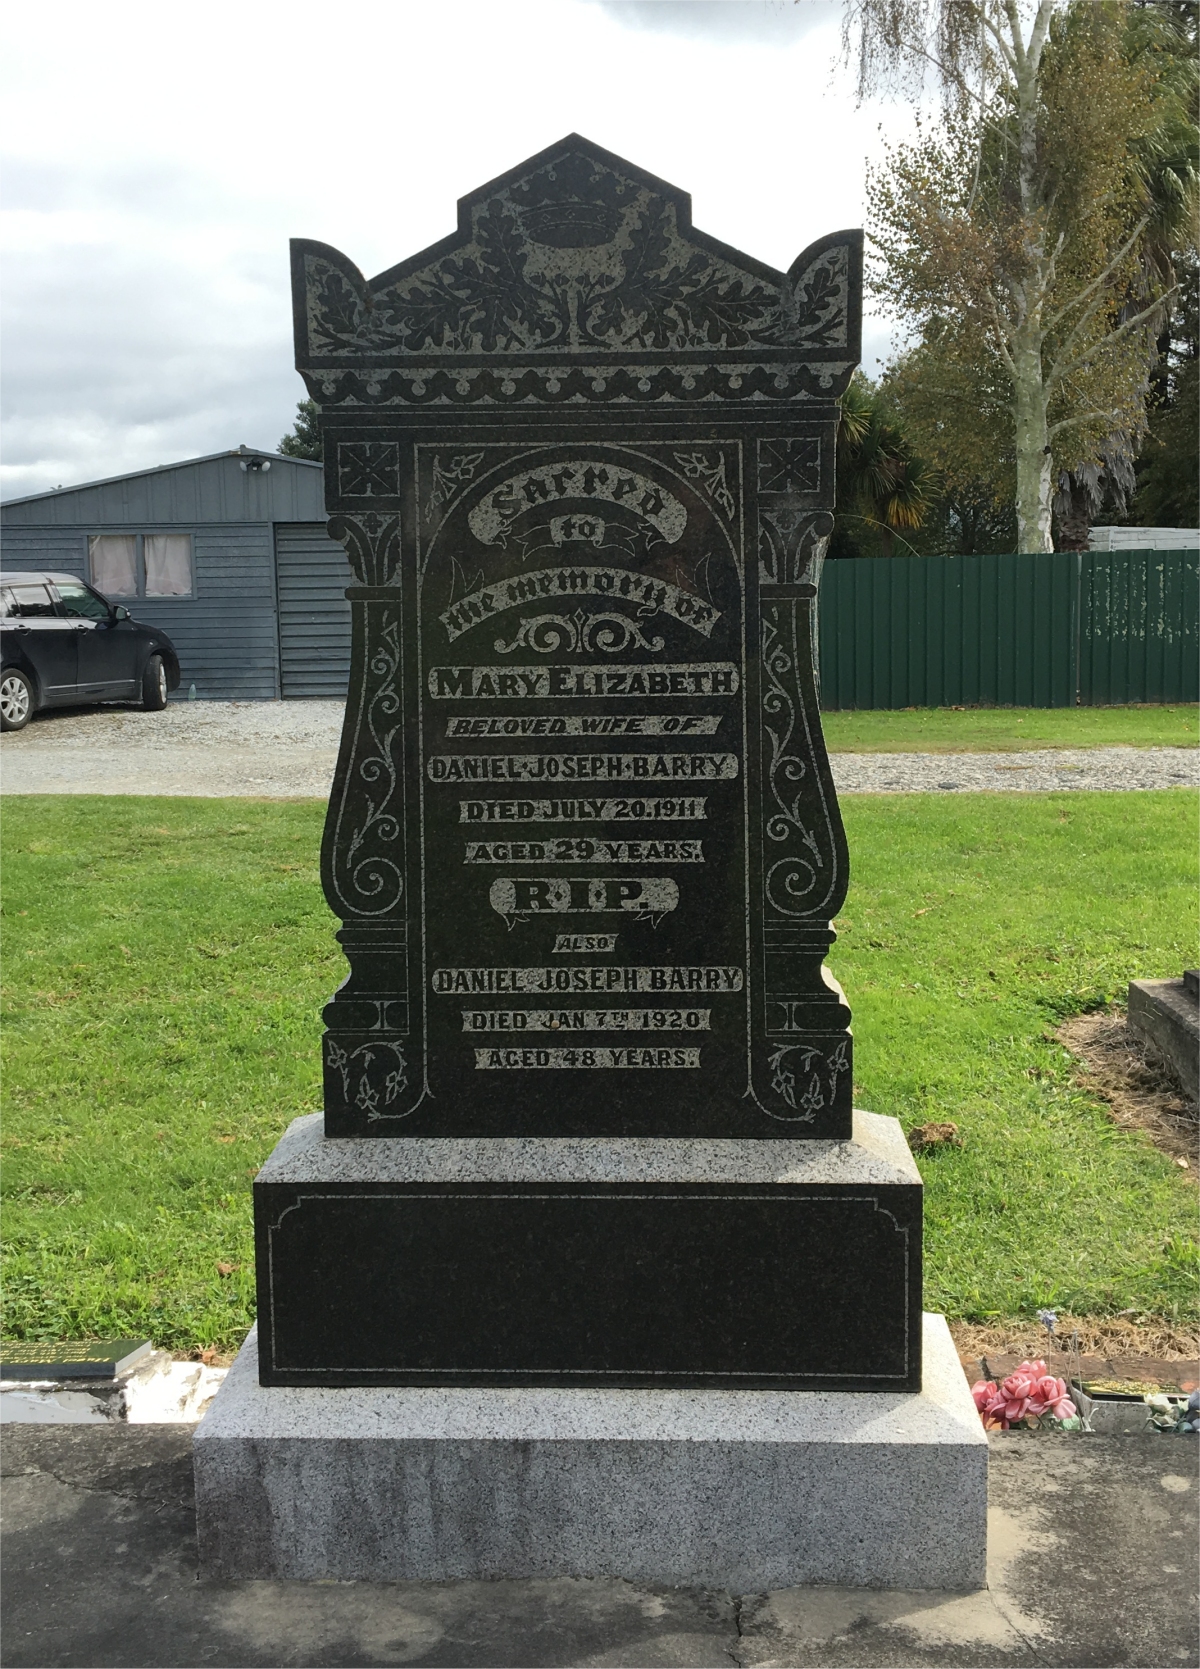 Sacred
to
the memory of
MARY ELIZABETH
BELOVED WIFE OF
DANIEL·JOSEPH·BARRY
DIED JULY 20.1911
AGED 29 YEARS.
R·I·P.
ALSO
DANIEL JOSEPH BARRY
DIED JAN 7TH 1920
AGED 48 YEARS.